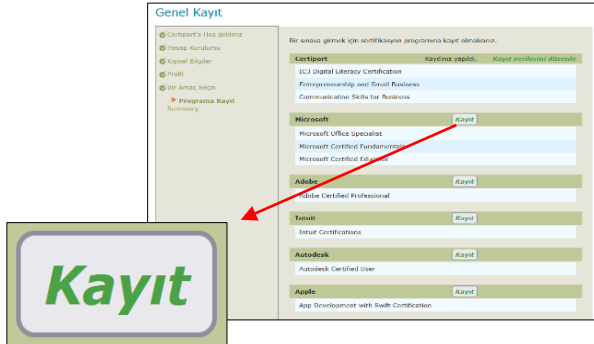 Genel Kayıt
Certiport'a Hoş geldiniz
Hesap Kurulumu
Kişisel Bilgiler
Profil
Bir Amaç Seçin
Programa Kayıt
Summary
Bir sınava girmek için sertifikasyon programına kayıt olmalısınız.
Certiport Kaydınız yapıldı. Kayıt verilerini düzenle
IC3 Digital Literacy Certification
Entrepreneurship and Small Business
Communication Skills for Business
Microsoft Kayıt
Microsoft Office Specialist
Microsoft Certified Fundamentals
Microsoft Certified Educator
Adobe Kayıt
Adobe Certified Professional
Intuit Kayıt
Intuit Certifications
Autodesk Kayıt
Autodesk Certified User
Apple Kayıt
App Development with Swift Certification
Kayıt